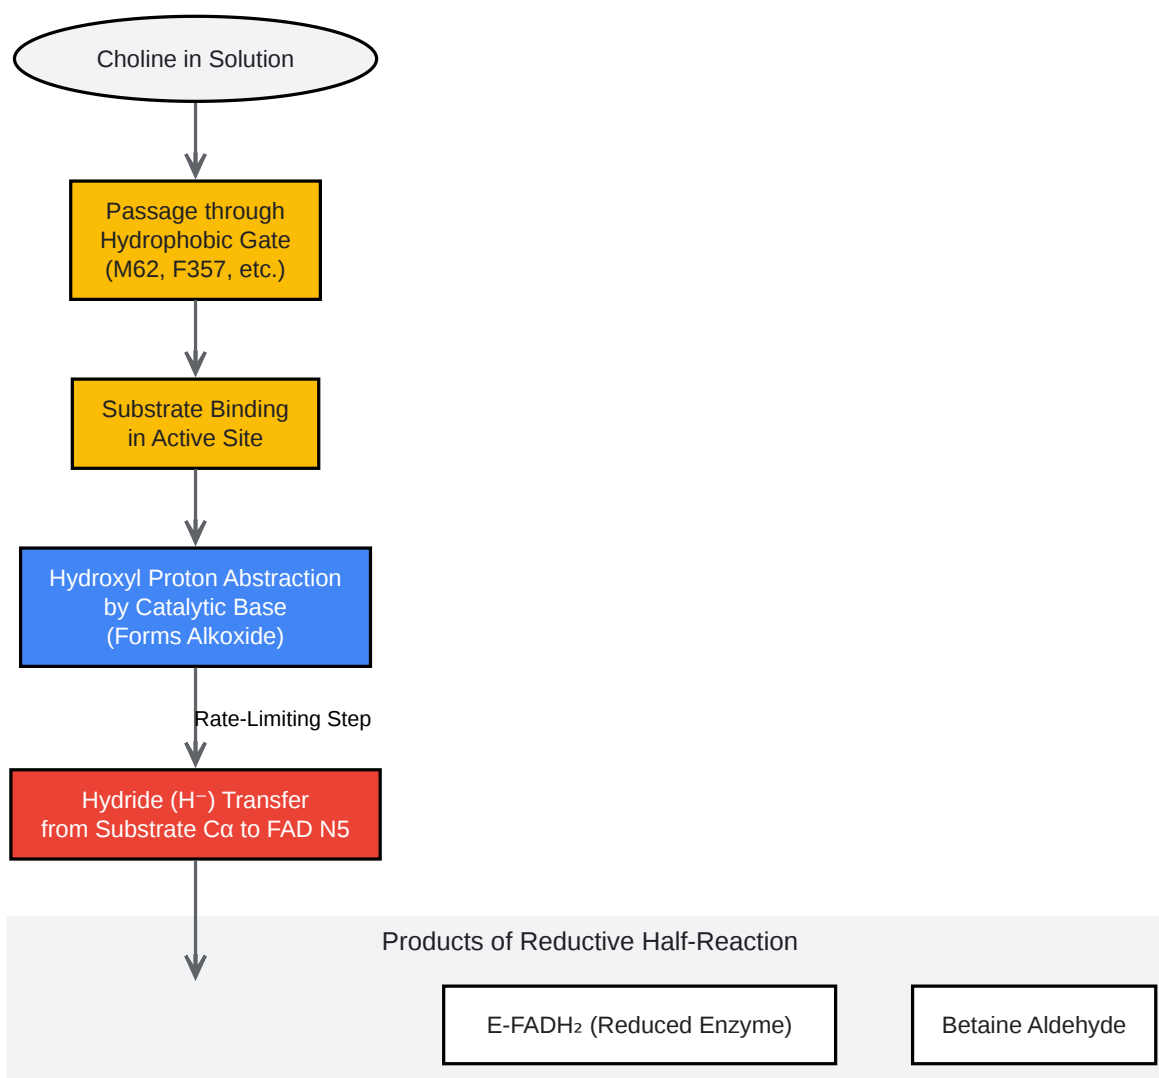 Choline in Solution
Passage through
Hydrophobic Gate
(M62, F357, etc.)
Substrate Binding
in Active Site
Hydroxyl Proton Abstraction
by Catalytic Base
(Forms Alkoxide)
Rate-Limiting Step
Hydride (H⁻) Transfer
from Substrate Cα to FAD N5
Products of Reductive Half-Reaction
E-FADH₂ (Reduced Enzyme)
Betaine Aldehyde